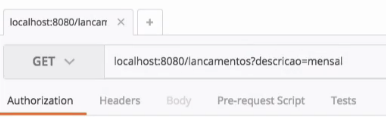 localhost:8080/lancam × +
GET localhost:8080/lancamentos?descricao=mensal
Authorization Headers Body Pre-request Script Tests